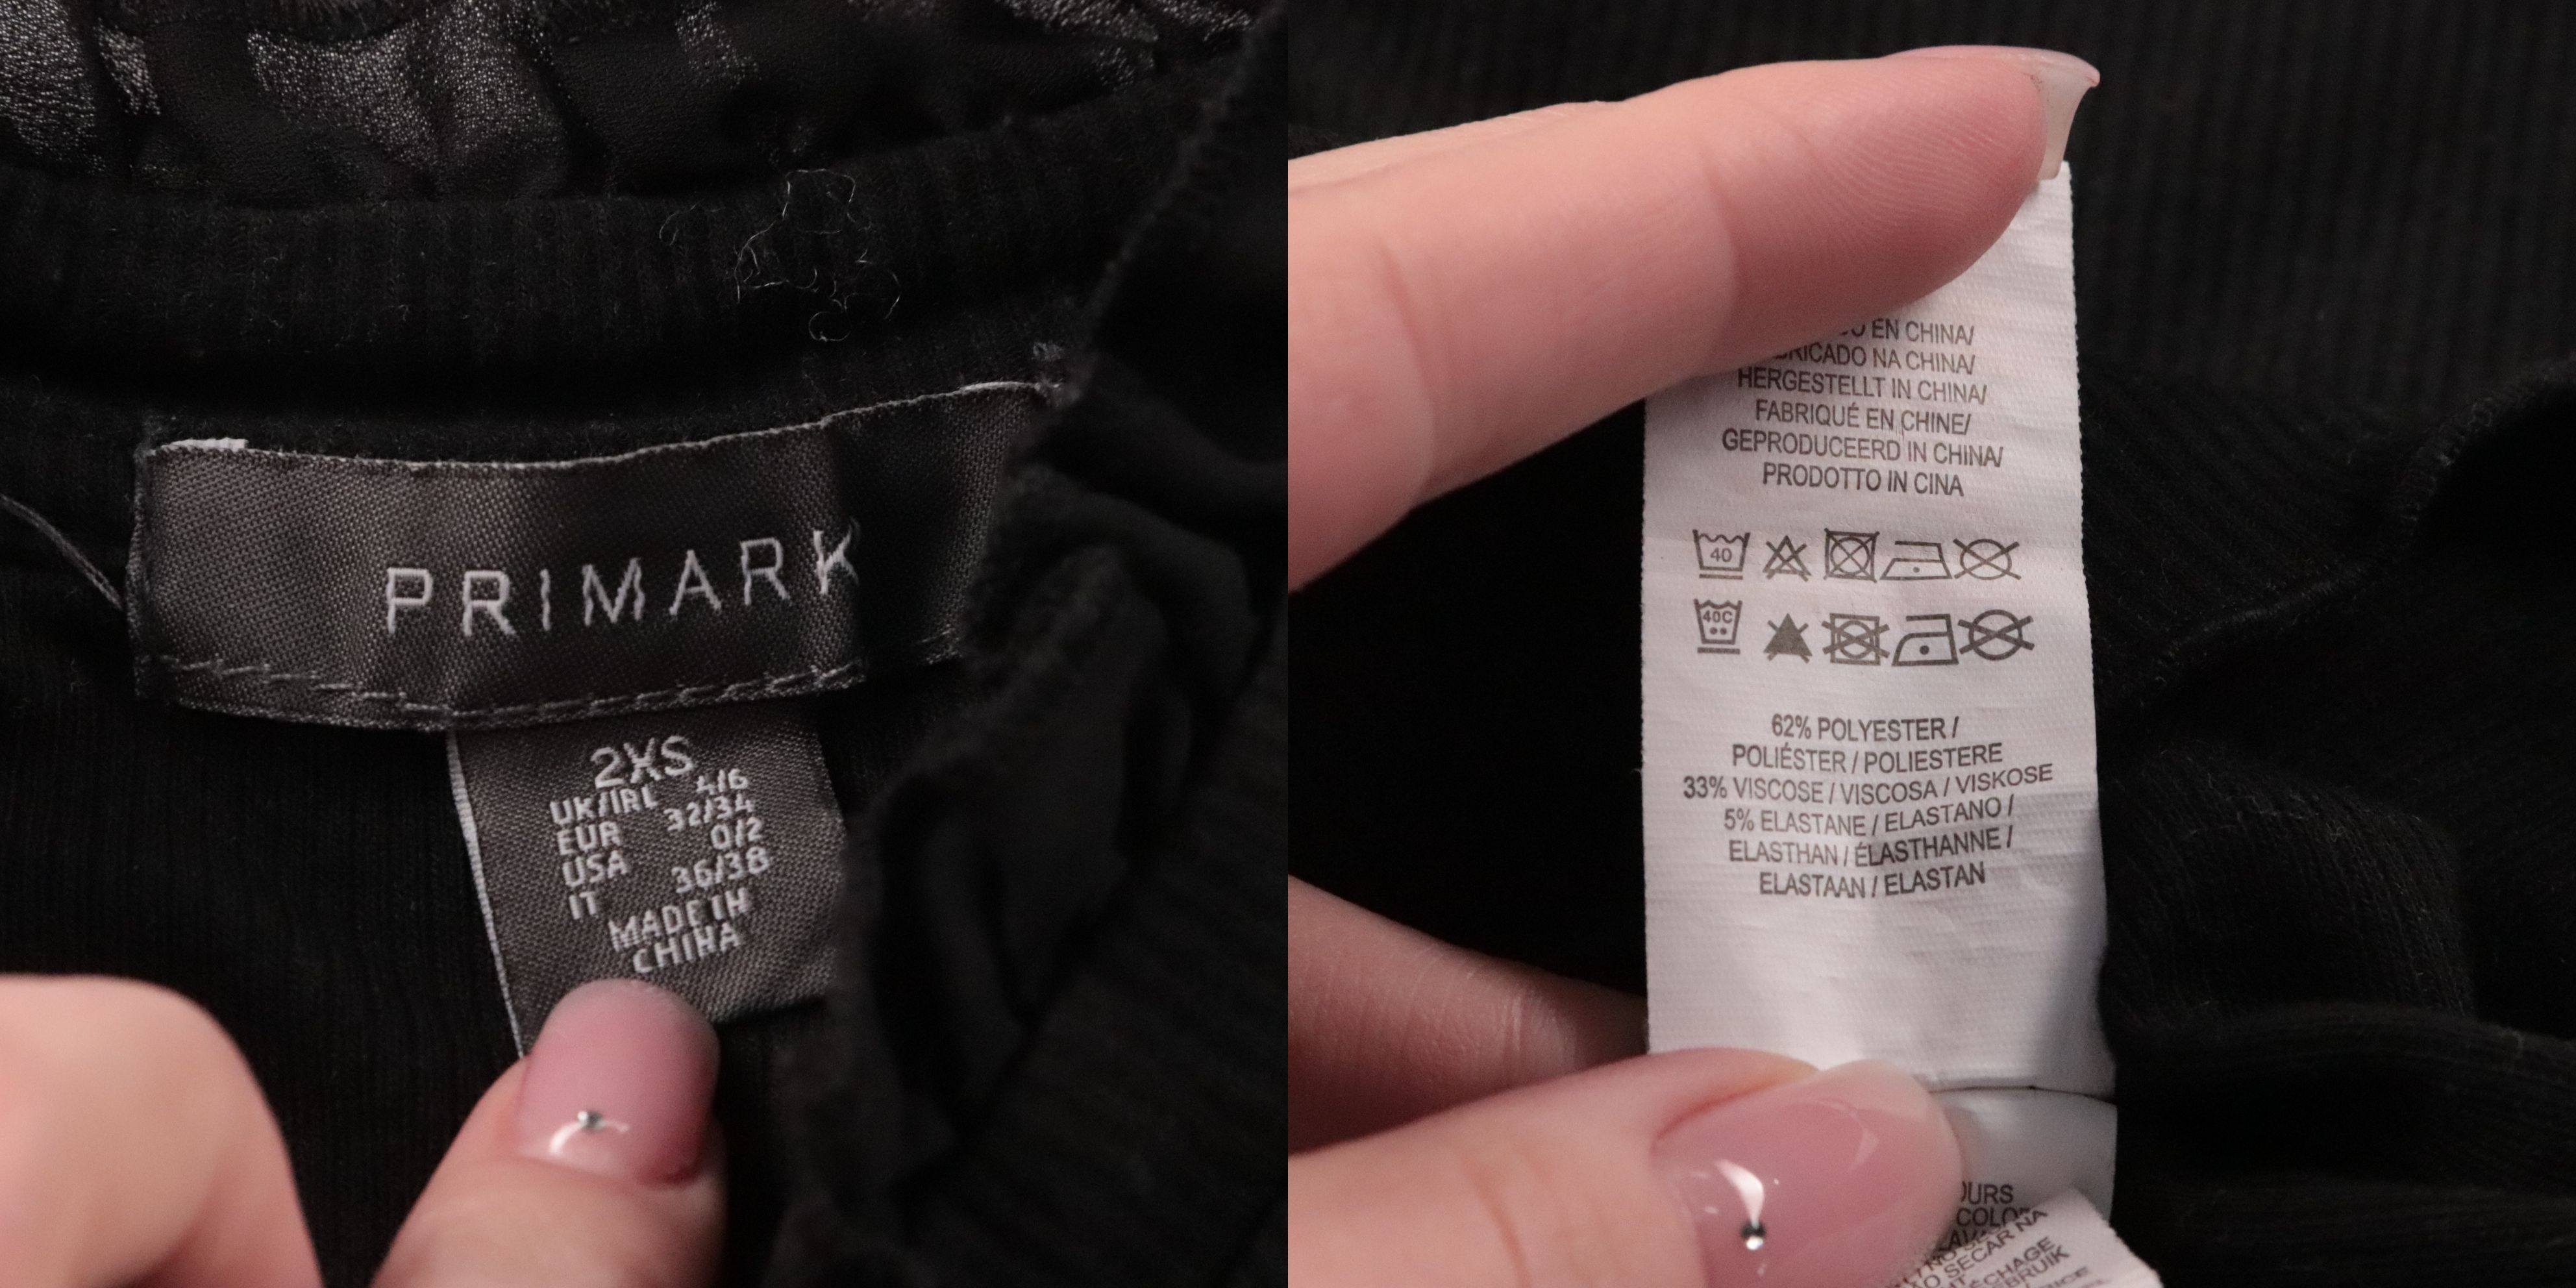 PRIMARK
2XS
UK/IRL 4/6
EUR 32/34
USA 0/2
IT 36/38
MADE IN
CHINA
EN CHINA/
NA CHINA/
HERGESTELLT IN CHINA/
FABRIQUÉ EN CHINE/
GEPRODUCEERD IN CHINA/
PRODOTTO IN CINA
40
40C
62% POLYESTER /
POLIÉSTER / POLIESTERE
33% VISCOSE / VISCOSA / VISKOSE
5% ELASTANE / ELASTANO /
ELASTHAN / ÉLASTHANNE /
ELASTAAN / ELASTAN
SECAR NA